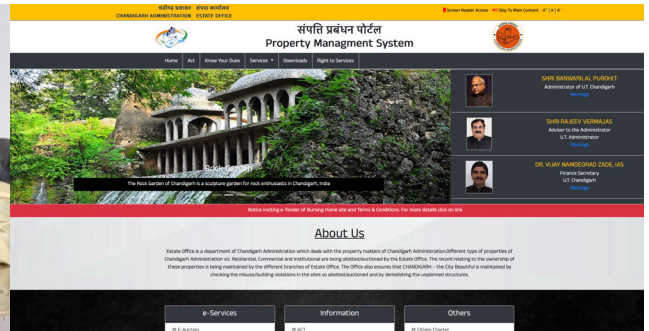 चंडीगढ़ प्रशासन संपदा कार्यालय
CHANDIGARH ADMINISTRATION ESTATE OFFICE
Screen Reader Access Skip To Main Content A+ | A | A-
संपत्ति प्रबंधन पोर्टल
Property Managment System
Home Act Know Your Dues Services Downloads Right to Services
SHRI BANWARILAL PUROHIT
Administrator of U.T. Chandigarh
Message
SHRI RAJEEV VERMA,IAS
Adviser to the Administrator
U.T. Administrator
Message
DR. VIJAY NAMDEORAO ZADE, IAS
Finance Secretary
U.T. Chandigarh
Message
Rock Garden
The Rock Garden of Chandigarh is a sculpture garden for rock enthusiasts in Chandigarh, India
Notice inviting e-Tender of Nursing Home site and Terms & Conditions. For more details click on link
About Us
Estate Office is a department of Chandigarh Administration which deals with the property matters of Chandigarh Administration.Different type of properties of
Chandigarh Administration viz. Residential, Commercial and Institutional are being allotted/auctioned by the Estate Office. The record relating to the ownership of
these properties is being maintained by the different branches of Estate Office. The Office also ensures that CHANDIGARH - the City Beautiful is maintained by
checking the misuse/building violations in the sites so allotted/auctioned and by demolishing the unplanned structures.
e-Services Information Others
E-Auction ACT Citizen Charter